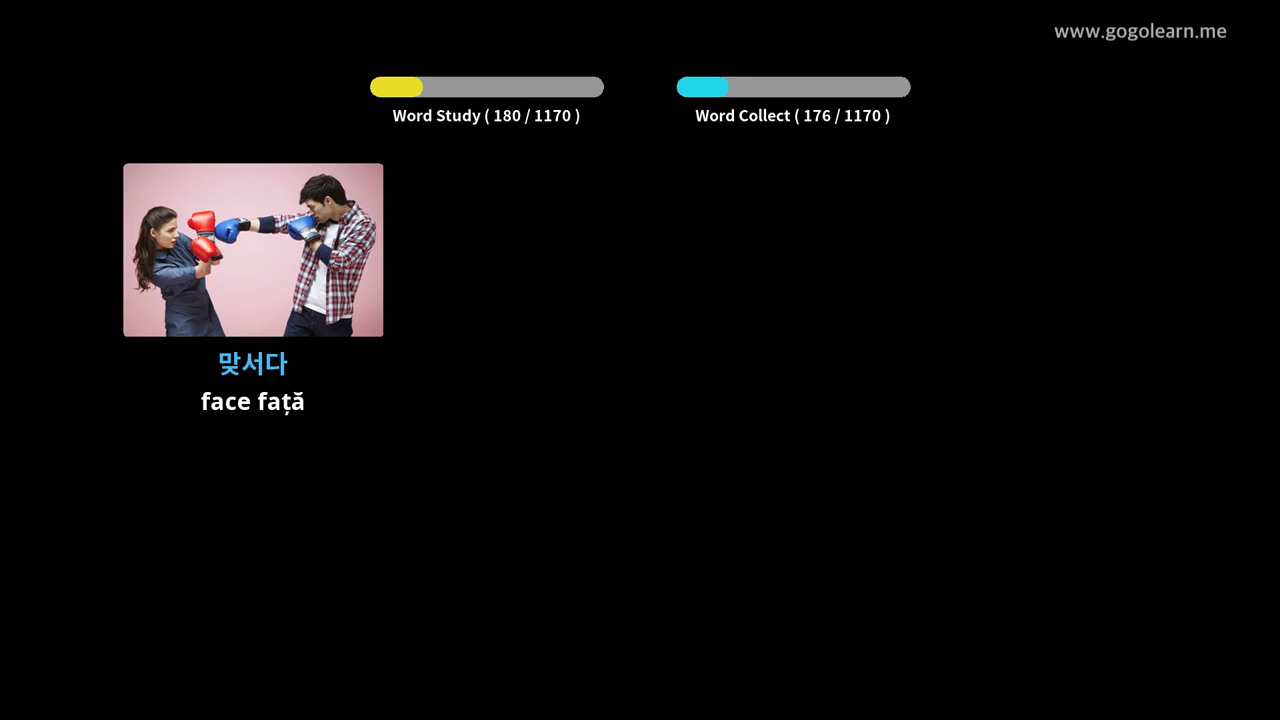 www.gogolearn.me
Word Study ( 180 / 1170 )
Word Collect ( 176 / 1170 )
맞서다
face față